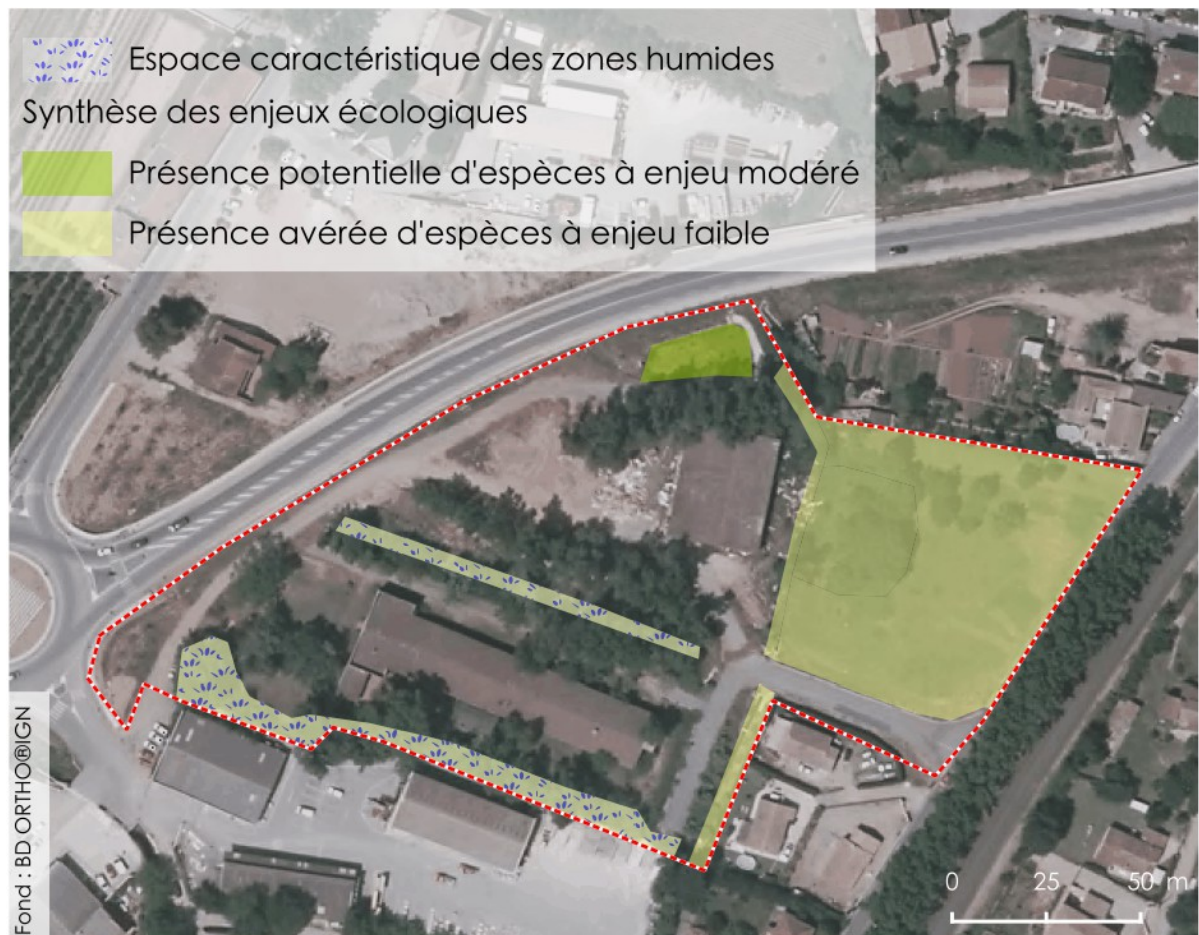 Espace caractéristique des zones humides
Synthèse des enjeux écologiques
Présence potentielle d'espèces à enjeu modéré
Présence avérée d'espèces à enjeu faible
Fond : BD ORTHO®IGN
0 25 50 m